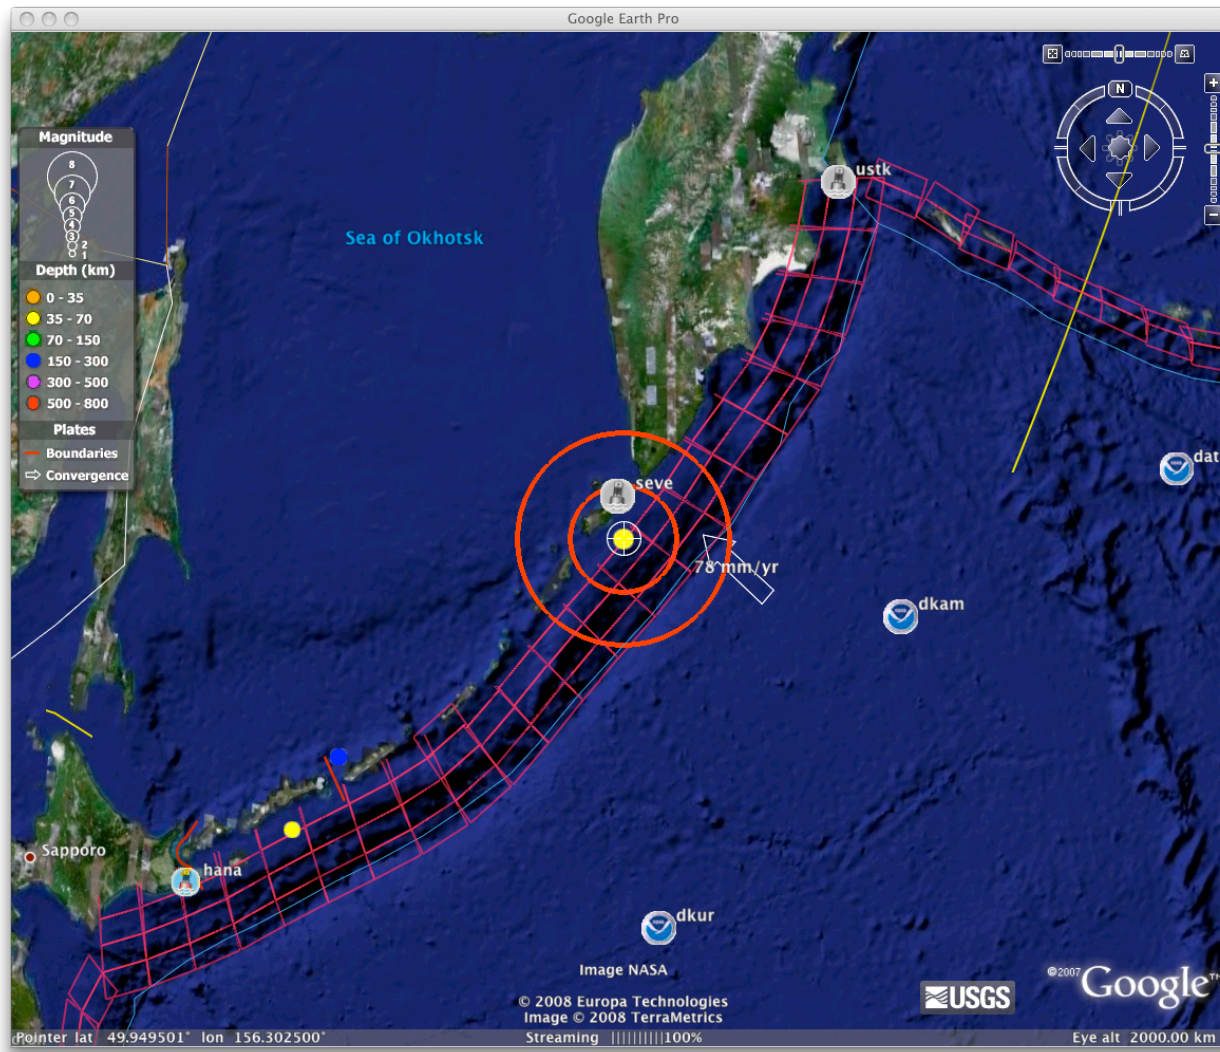 Google Earth Pro
N
Magnitude
8
7
6
5
4
3
2
1
Depth (km)
0 - 35
35 - 70
70 - 150
150 - 300
300 - 500
500 - 800
Plates
Boundaries
Convergence
Sea of Okhotsk
ustk
dat
seve
78 mm/yr
dkam
Sapporo
hana
dkur
Image NASA
© 2008 Europa Technologies
Image © 2008 TerraMetrics
USGS
©2007 Google™
Pointer lat 49.949501° lon 156.302500° Streaming ||||||||||100% Eye alt 2000.00 km